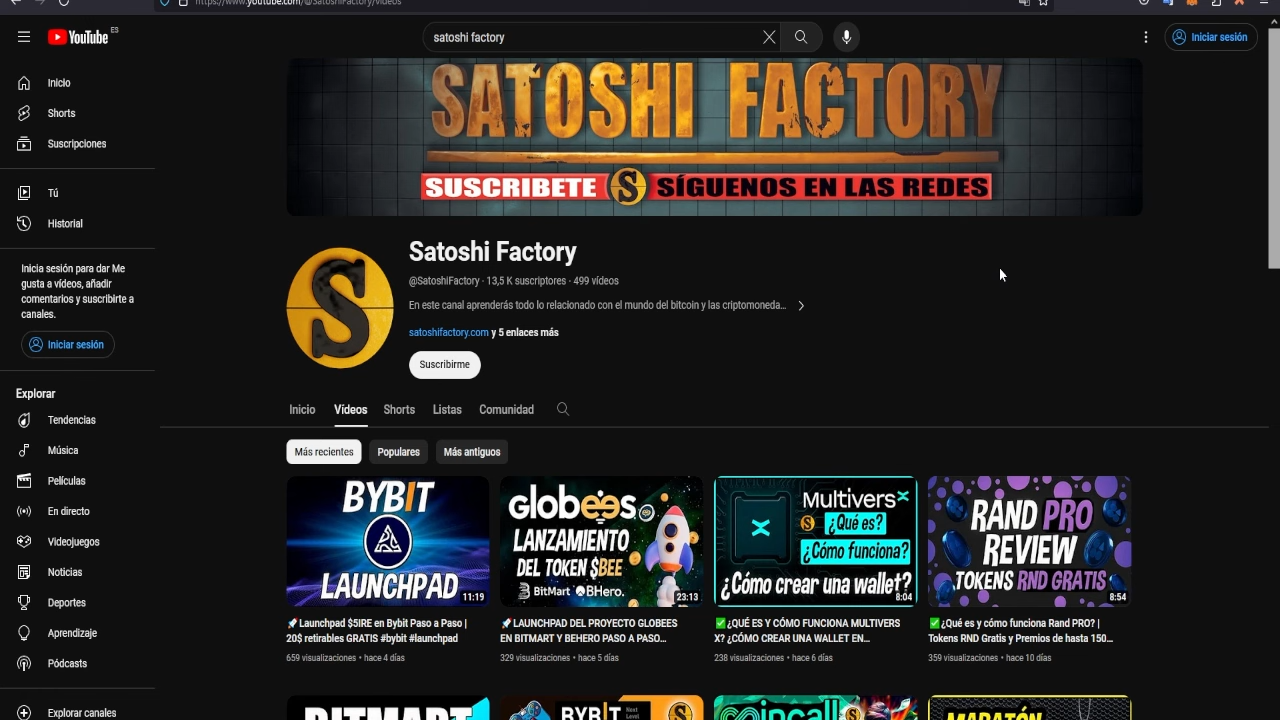 https://www.youtube.com/@SatoshiFactory/videos
YouTube ES
satoshi factory
Iniciar sesión
Inicio
Shorts
Suscripciones
Tú
Historial
Inicia sesión para dar Me
gusta a vídeos, añadir
comentarios y suscribirte a
canales.
Iniciar sesión
Explorar
Tendencias
Música
Películas
En directo
Videojuegos
Noticias
Deportes
Aprendizaje
Pódcasts
Explorar canales
SATOSHI FACTORY
SUSCRIBETE S SÍGUENOS EN LAS REDES
S
Satoshi Factory
@SatoshiFactory · 13,5 K suscriptores · 499 vídeos
En este canal aprenderás todo lo relacionado con el mundo del bitcoin y las criptomoneda...
satoshifactory.com y 5 enlaces más
Suscribirme
Inicio Vídeos Shorts Listas Comunidad
Más recientes Populares Más antiguos
BYBIT
LAUNCHPAD
11:19
🚀Launchpad $5IRE en Bybit Paso a Paso |
20$ retirables GRATIS #bybit #launchpad
659 visualizaciones • hace 4 días
globees
LANZAMIENTO
DEL TOKEN $BEE
BitMart BHero.
23:13
🚀 LAUNCHPAD DEL PROYECTO GLOBEES
EN BITMART Y BEHERO PASO A PASO...
329 visualizaciones • hace 5 días
MultiversX
¿Qué es?
¿Cómo funciona?
¿Cómo crear una wallet?
8:04
✅¿QUÉ ES Y CÓMO FUNCIONA MULTIVERS
X? ¿CÓMO CREAR UNA WALLET EN...
238 visualizaciones • hace 6 días
RAND PRO
REVIEW
TOKENS RND GRATIS
8:54
✅¿Qué es y cómo funciona Rand PRO? |
Tokens RND Gratis y Premios de hasta 150...
359 visualizaciones • hace 10 días
BITMART
BYBIT Next Level
coincall
MARATÓN